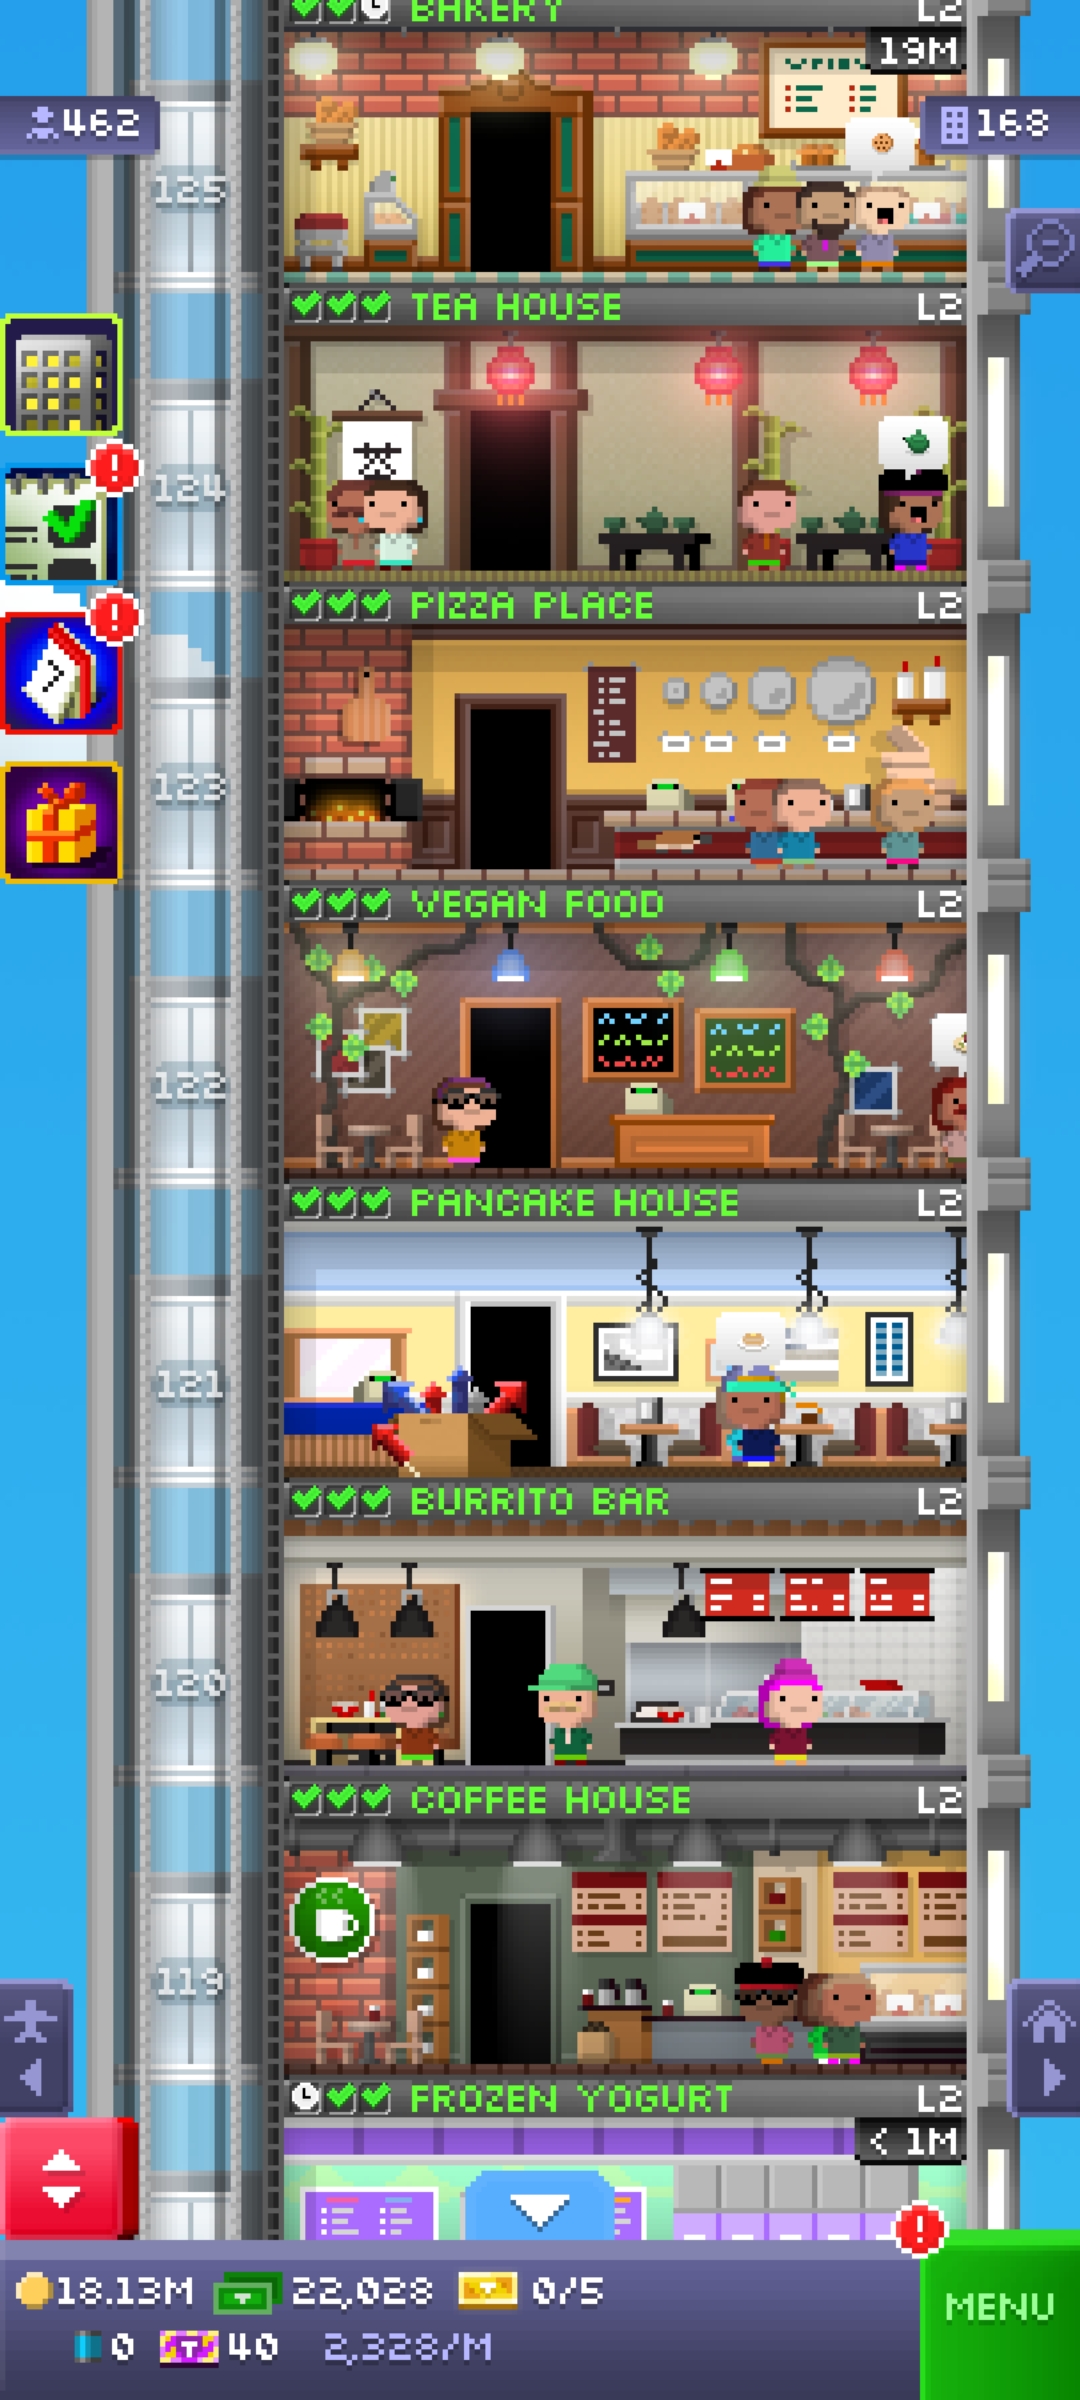 BAKERY L2
19M
462
168
125
TEA HOUSE L2
124
PIZZA PLACE L2
123
VEGAN FOOD L2
122
PANCAKE HOUSE L2
121
BURRITO BAR L2
120
COFFEE HOUSE L2
119
FROZEN YOGURT L2
< 1M
18.13M 22,028 0/5
0 40 2,328/M
MENU